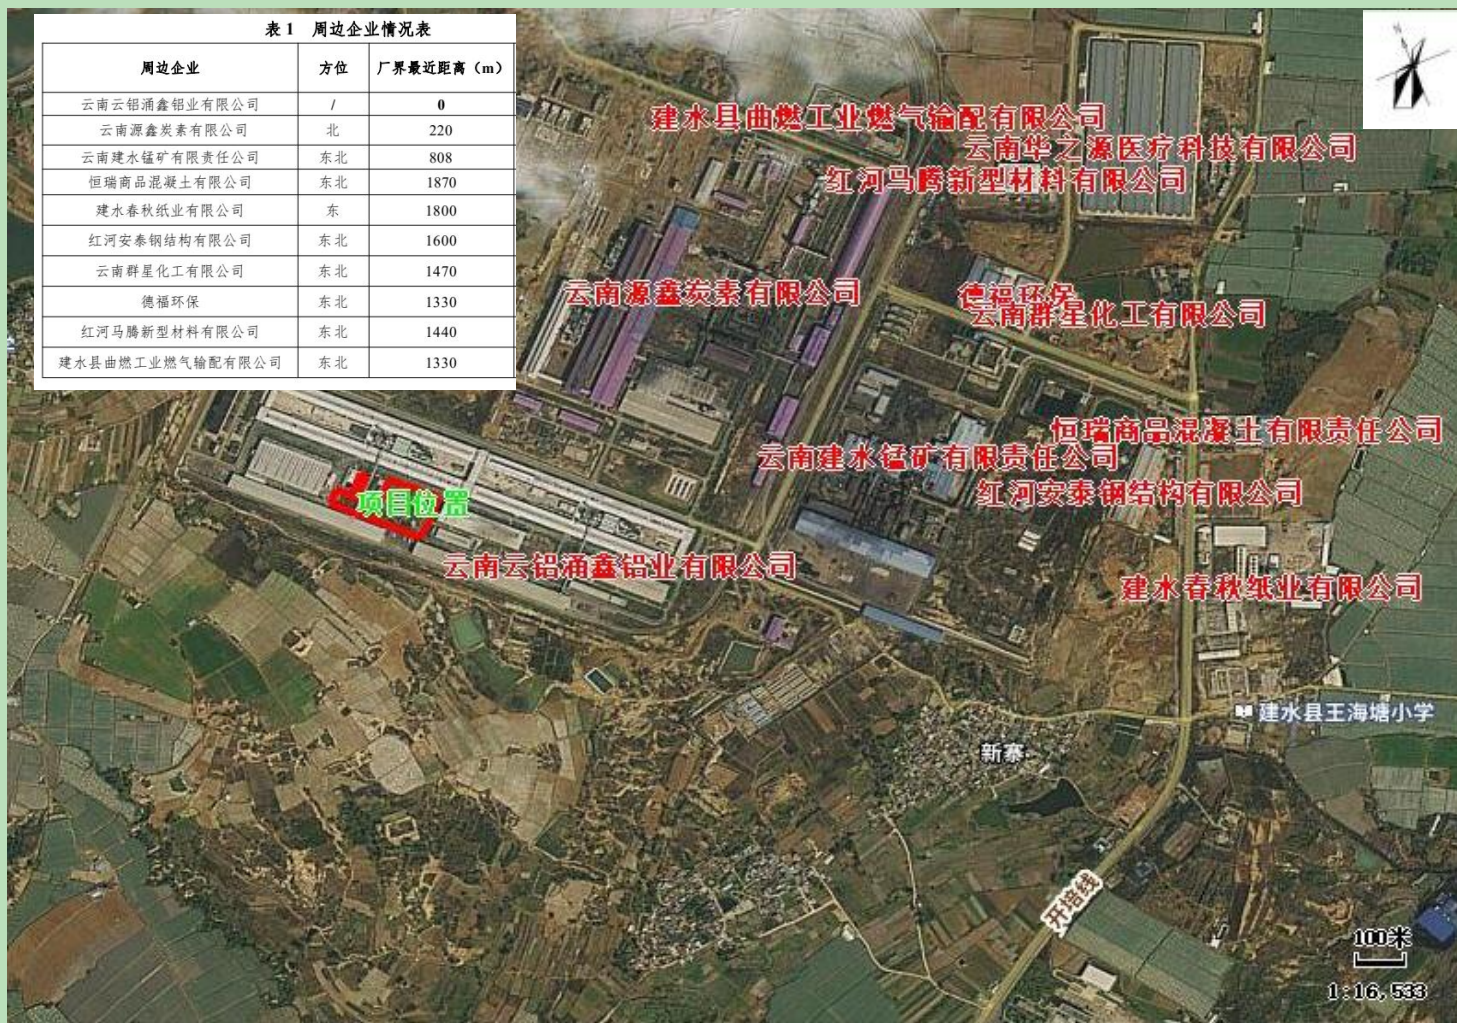 表 1 周边企业情况表
周边企业 方位 厂界最近距离（m）
云南云铝涌鑫铝业有限公司 / 0
云南源鑫炭素有限公司 北 220
云南建水锰矿有限责任公司 东北 808
恒瑞商品混凝土有限公司 东北 1870
建水春秋纸业有限公司 东 1800
红河安泰钢结构有限公司 东北 1600
云南群星化工有限公司 东北 1470
德福环保 东北 1330
红河马腾新型材料有限公司 东北 1440
建水县曲燃工业燃气输配有限公司 东北 1330
N
建水县曲燃工业燃气输配有限公司
云南华之源医疗科技有限公司
红河马腾新型材料有限公司
云南源鑫炭素有限公司
德福环保
云南群星化工有限公司
恒瑞商品混凝土有限责任公司
云南建水锰矿有限责任公司
红河安泰钢结构有限公司
项目位置
云南云铝涌鑫铝业有限公司
建水春秋纸业有限公司
建水县王海塘小学
新寨
开培线
100米
1:16,533